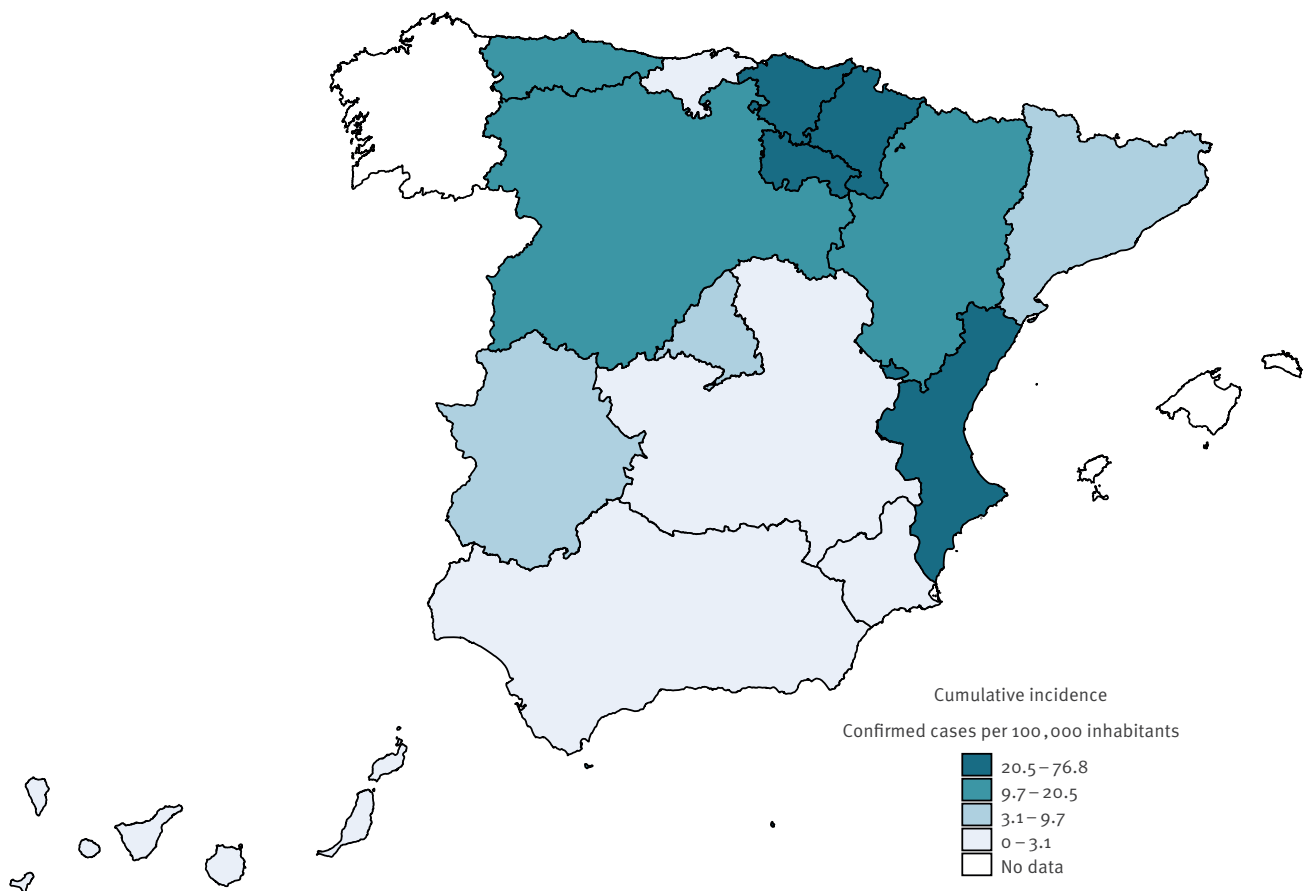 Cumulative incidence
Confirmed cases per 100,000 inhabitants
20.5–76.8
9.7–20.5
3.1–9.7
0–3.1
No data